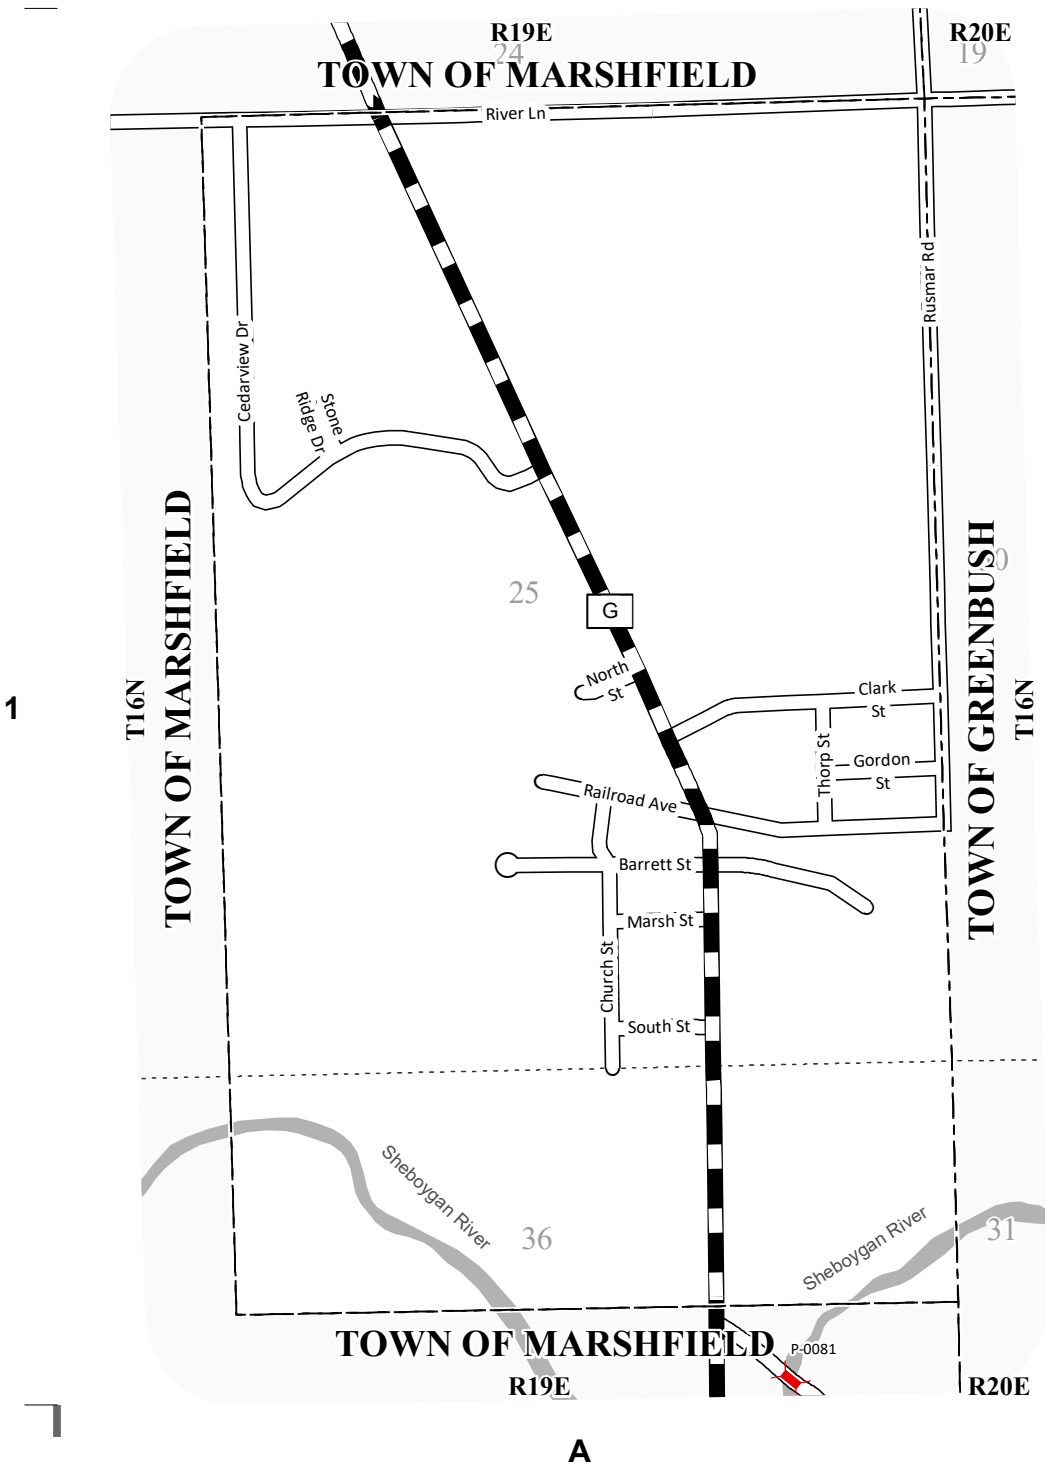 R19E
R20E
24
19
TOWN OF MARSHFIELD
River Ln
Rusmar Rd
Cedarview Dr
Stone
Ridge Dr
TOWN OF MARSHFIELD
TOWN OF GREENBUSH
25
G
North
St
T16N
T16N
1
Clark
St
Thorp St
Gordon
St
Railroad Ave
Barrett St
Marsh St
Church St
South St
Sheboygan River
Sheboygan River
36
31
TOWN OF MARSHFIELD
P-0081
R19E
R20E
A